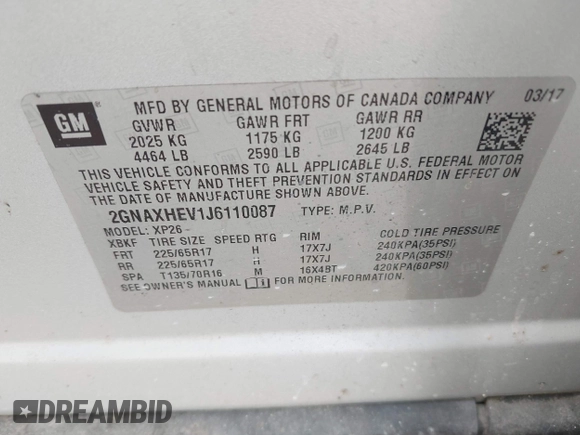 GM
MFD BY GENERAL MOTORS OF CANADA COMPANY 03/17
GVWR GAWR FRT GAWR RR
2025 KG 1175 KG 1200 KG
4464 LB 2590 LB 2645 LB
THIS VEHICLE CONFORMS TO ALL APPLICABLE U.S. FEDERAL MOTOR
VEHICLE SAFETY AND THEFT PREVENTION STANDARDS IN EFFECT ON
THE DATE OF MANUFACTURE SHOWN ABOVE.
2GNAXHEV1J6110087 TYPE: M.P.V.
MODEL: XP26-
XBKF TIRE SIZE SPEED RTG RIM COLD TIRE PRESSURE
FRT 225/65R17 H 17X7J 240KPA(35PSI)
RR 225/65R17 H 17X7J 240KPA(35PSI)
SPA T135/70R16 M 16X4BT 420KPA(60PSI)
SEE OWNER'S MANUAL FOR MORE INFORMATION.
DREAMBID